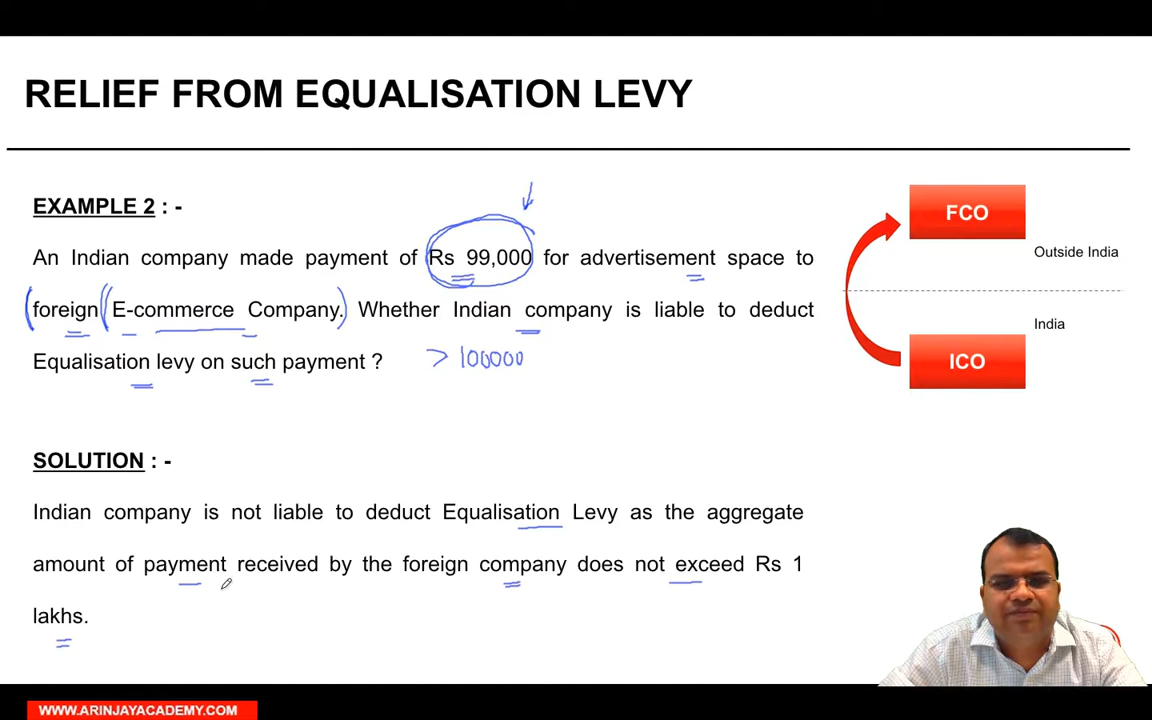 RELIEF FROM EQUALISATION LEVY
EXAMPLE 2 : -
An Indian company made payment of Rs 99,000 for advertisement space to
foreign E-commerce Company. Whether Indian company is liable to deduct
Equalisation levy on such payment ?
> 100000
FCO
Outside India
India
ICO
SOLUTION : -
Indian company is not liable to deduct Equalisation Levy as the aggregate
amount of payment received by the foreign company does not exceed Rs 1
lakhs.
WWW.ARINJAYACADEMY.COM